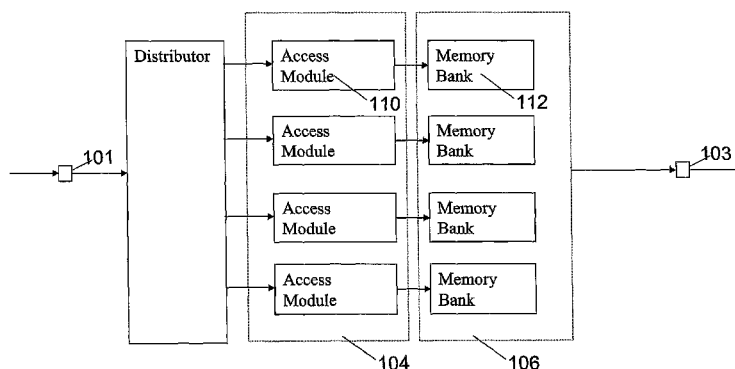 Distributor
Access
Module
110
Memory
Bank
112
101
Access
Module
Memory
Bank
103
Access
Module
Memory
Bank
Access
Module
Memory
Bank
104
106